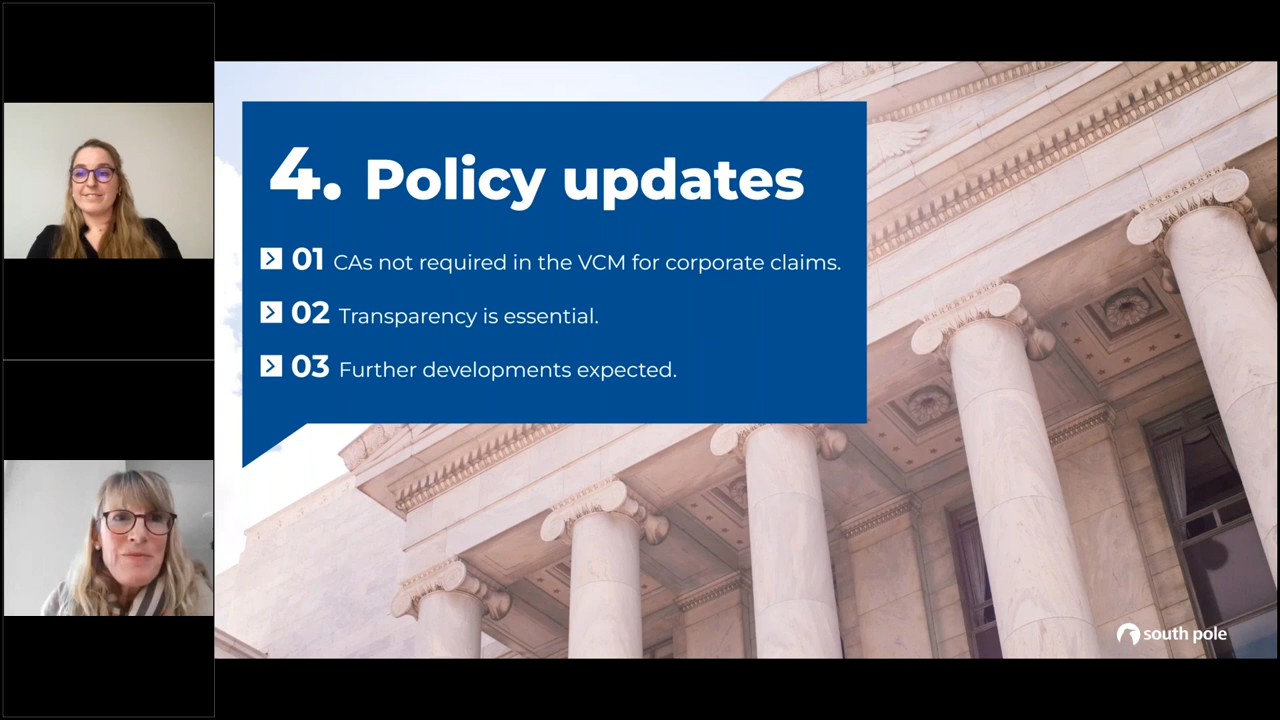 4. Policy updates
01 CAs not required in the VCM for corporate claims.
02 Transparency is essential.
03 Further developments expected.
south pole